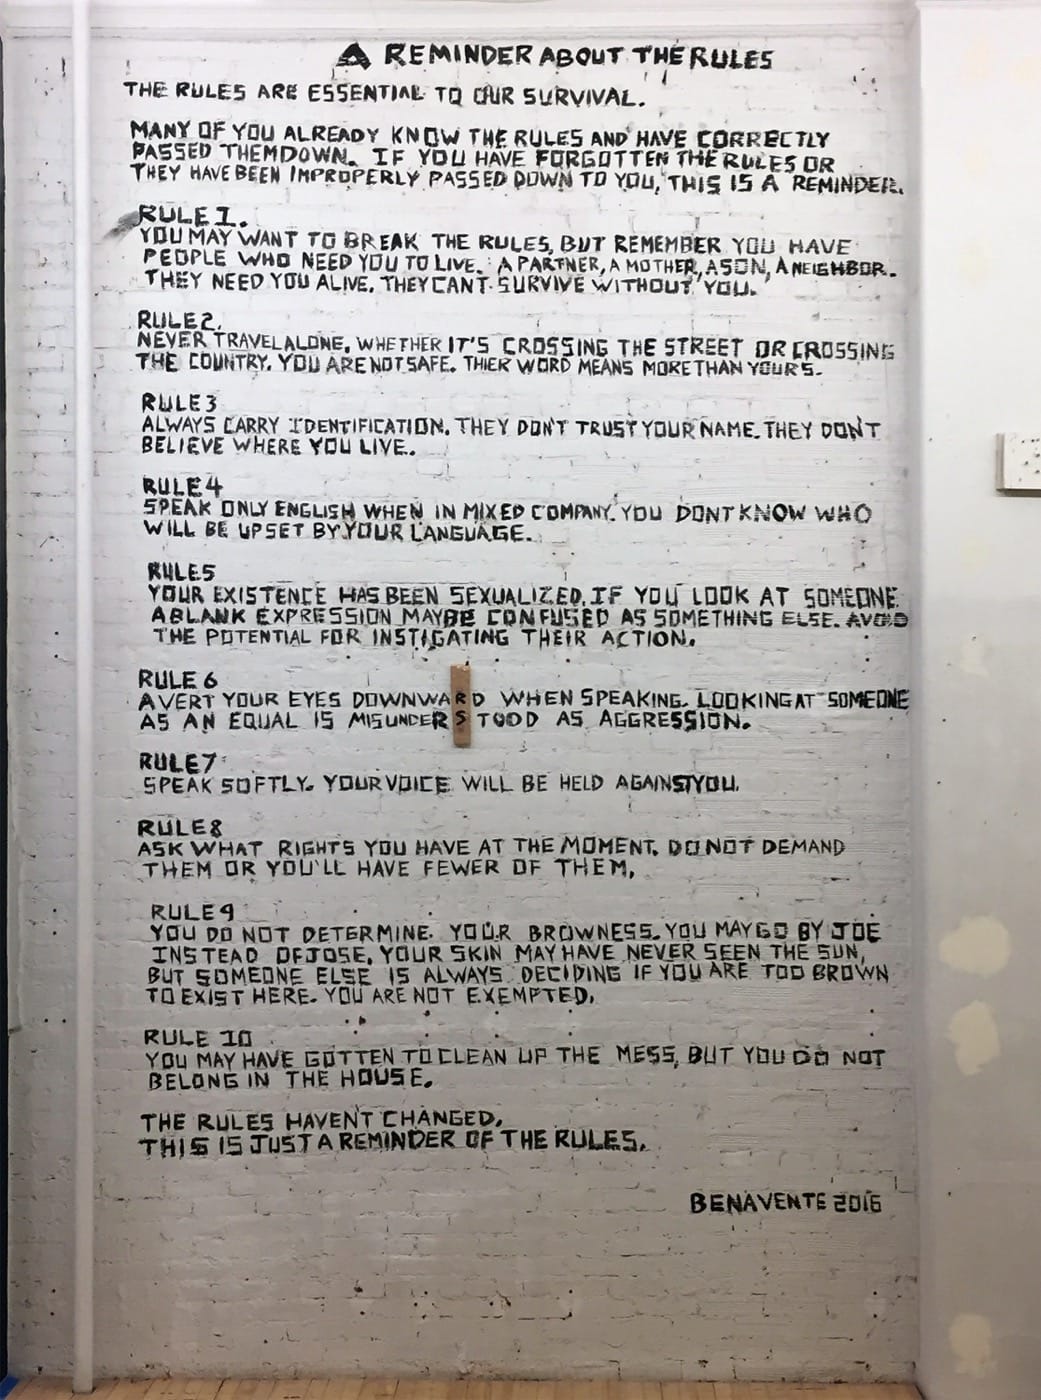 A REMINDER ABOUT THE RULES
THE RULES ARE ESSENTIAL TO OUR SURVIVAL.
MANY OF YOU ALREADY KNOW THE RULES AND HAVE CORRECTLY
PASSED THEM DOWN. IF YOU HAVE FORGOTTEN THE RULES OR
THEY HAVE BEEN IMPROPERLY PASSED DOWN TO YOU, THIS IS A REMINDER.
RULE 1.
YOU MAY WANT TO BREAK THE RULES, BUT REMEMBER YOU HAVE
PEOPLE WHO NEED YOU TO LIVE. A PARTNER, A MOTHER, A SON, A NEIGHBOR.
THEY NEED YOU ALIVE. THEY CANT SURVIVE WITHOUT YOU.
RULE 2.
NEVER TRAVEL ALONE. WHETHER IT'S CROSSING THE STREET OR CROSSING
THE COUNTRY. YOU ARE NOT SAFE. THIER WORD MEANS MORE THAN YOURS.
RULE 3
ALWAYS CARRY IDENTIFICATION. THEY DON'T TRUST YOUR NAME. THEY DON'T
BELIEVE WHERE YOU LIVE.
RULE 4
SPEAK ONLY ENGLISH WHEN IN MIXED COMPANY. YOU DONT KNOW WHO
WILL BE UPSET BY YOUR LANGUAGE.
RULE 5
YOUR EXISTENCE HAS BEEN SEXUALIZED. IF YOU LOOK AT SOMEONE
A BLANK EXPRESSION MAYBE CONFUSED AS SOMETHING ELSE. AVOID
THE POTENTIAL FOR INSTIGATING THEIR ACTION.
RULE 6
AVERT YOUR EYES DOWNWARD WHEN SPEAKING. LOOKING AT SOMEONE
AS AN EQUAL IS MISUNDERSTOOD AS AGGRESSION.
RULE 7
SPEAK SOFTLY. YOUR VOICE WILL BE HELD AGAINST YOU.
RULE 8
ASK WHAT RIGHTS YOU HAVE AT THE MOMENT. DO NOT DEMAND
THEM OR YOU'LL HAVE FEWER OF THEM.
RULE 9
YOU DO NOT DETERMINE YOUR BROWNESS. YOU MAY GO BY JOE
INSTEAD OF JOSE. YOUR SKIN MAY HAVE NEVER SEEN THE SUN,
BUT SOMEONE ELSE IS ALWAYS DECIDING IF YOU ARE TOO BROWN
TO EXIST HERE. YOU ARE NOT EXEMPTED.
RULE 10
YOU MAY HAVE GOTTEN TO CLEAN UP THE MESS, BUT YOU DO NOT
BELONG IN THE HOUSE.
THE RULES HAVEN'T CHANGED.
THIS IS JUST A REMINDER OF THE RULES.
BENAVENTE 2016